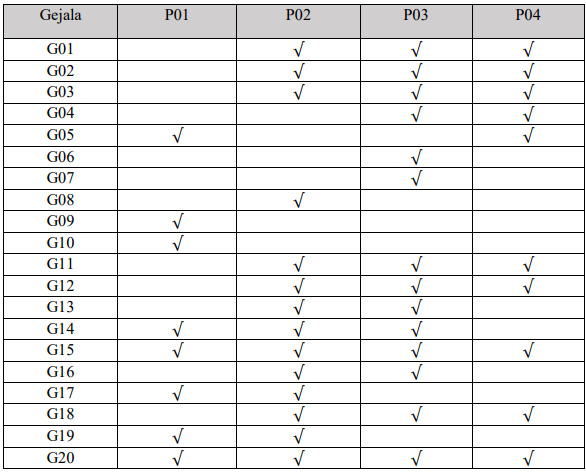 Gejala P01 P02 P03 P04
G01 √ √ √
G02 √ √ √
G03 √ √ √
G04 √ √
G05 √ √
G06 √
G07 √
G08 √
G09 √
G10 √
G11 √ √ √
G12 √ √ √
G13 √ √
G14 √ √ √
G15 √ √ √ √
G16 √ √
G17 √ √
G18 √ √ √
G19 √ √
G20 √ √ √ √